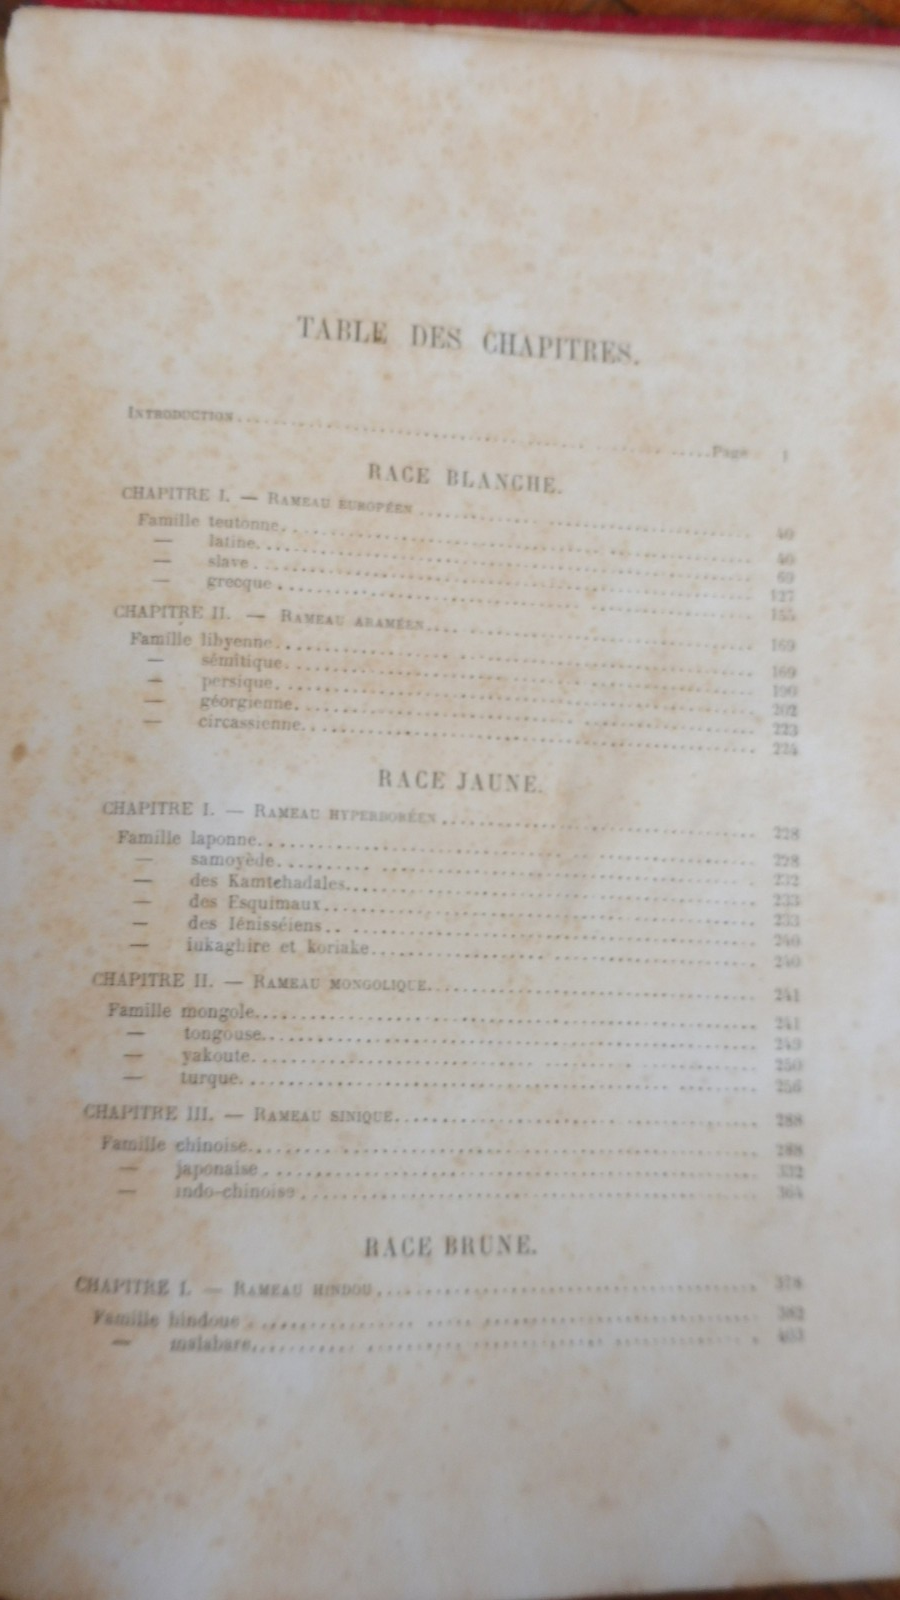 TABLE DES CHAPITRES.
INTRODUCTION........ Page 1
RACE BLANCHE.
CHAPITRE I. — RAMEAU EUROPÉEN........ 40
Famille teutonne........ 40
— latine........ 69
— slave........ 127
— grecque........ 155
CHAPITRE II. — RAMEAU ARAMÉEN........ 169
Famille libyenne........ 169
— sémitique........ 190
— persique........ 202
— géorgienne........ 223
— circassienne........ 224
RACE JAUNE.
CHAPITRE I. — RAMEAU HYPERBORÉEN........ 228
Famille laponne........ 228
— samoyède........ 232
— des Kamtchadales........ 233
— des Esquimaux........ 233
— des Iénisséiens........ 240
— iukaghire et koriake........ 240
CHAPITRE II. — RAMEAU MONGOLIQUE........ 241
Famille mongole........ 241
— tongouse........ 249
— yakoute........ 250
— turque........ 256
CHAPITRE III. — RAMEAU SINIQUE........ 288
Famille chinoise........ 288
— japonaise........ 332
— indo-chinoise........ 364
RACE BRUNE.
CHAPITRE I. — RAMEAU HINDOU........
Famille hindoue........ 382
— malabare........ 403